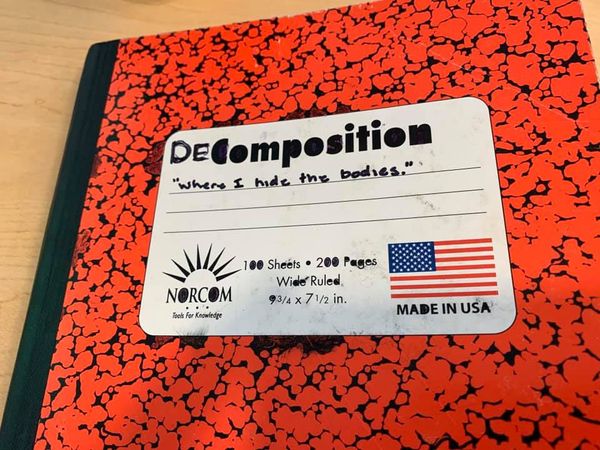 DEComposition
"Where I hide the bodies."
100 Sheets • 200 Pages
Wide Ruled
9 3/4 x 7 1/2 in.
NORCOM
Tools For Knowledge
MADE IN USA